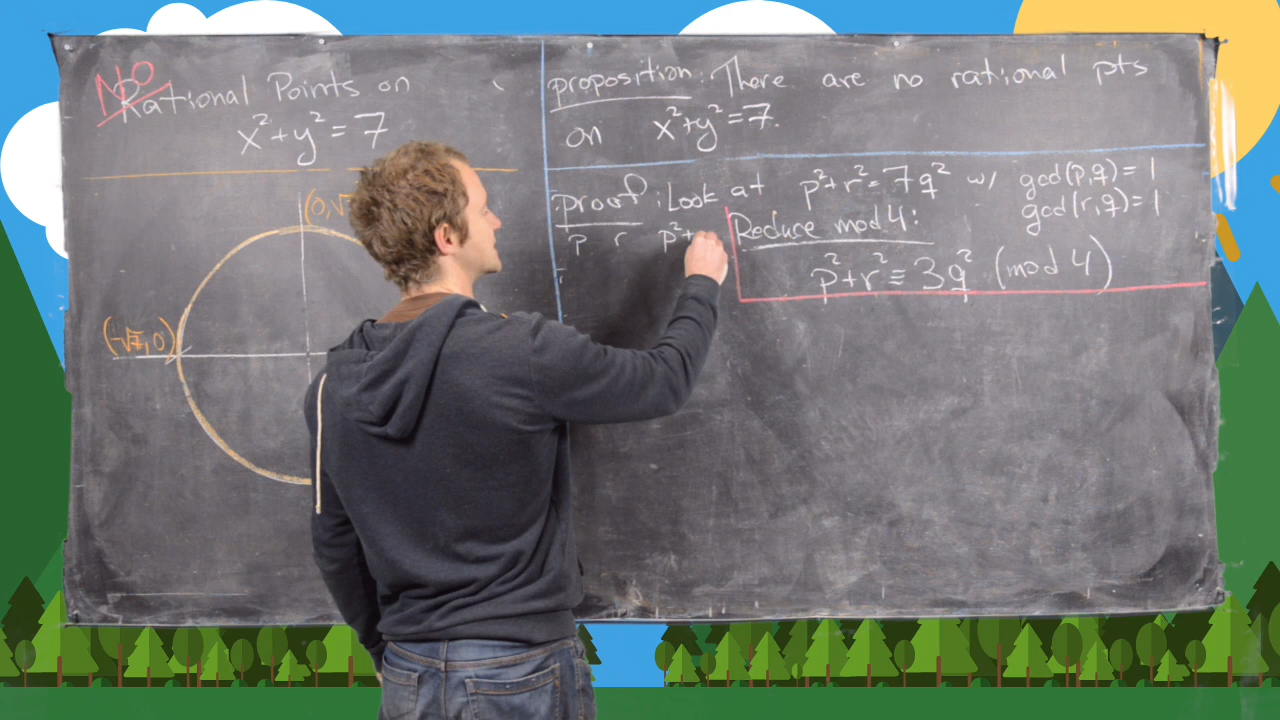 NO
Rational Points on
x² + y² = 7
(0,√
(-√7,0)
proposition: There are no rational pts
on x²+y²=7.
proof: Look at p²+r²=7q² w/ gcd(p,q)=1
gcd(r,q)=1
Reduce mod 4:
p²+r² ≡ 3q² (mod 4)
p r p²+